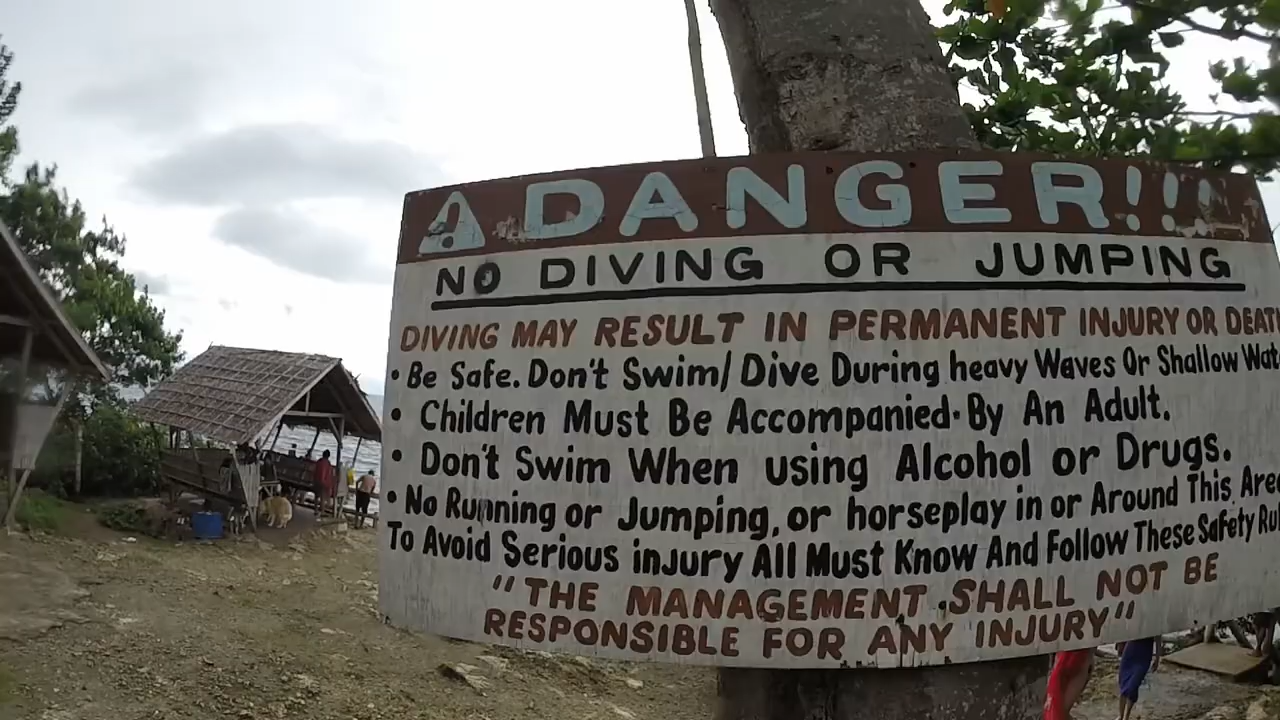 DANGER!!!
NO DIVING OR JUMPING
DIVING MAY RESULT IN PERMANENT INJURY OR DEATH
• Be Safe. Don't Swim/Dive During heavy Waves Or Shallow Wat
• Children Must Be Accompanied By An Adult.
• Don't Swim When using Alcohol or Drugs.
• No Running or Jumping, or horseplay in or Around This Area
To Avoid Serious injury All Must Know And Follow These Safety Ru
"THE MANAGEMENT SHALL NOT BE
RESPONSIBLE FOR ANY INJURY"